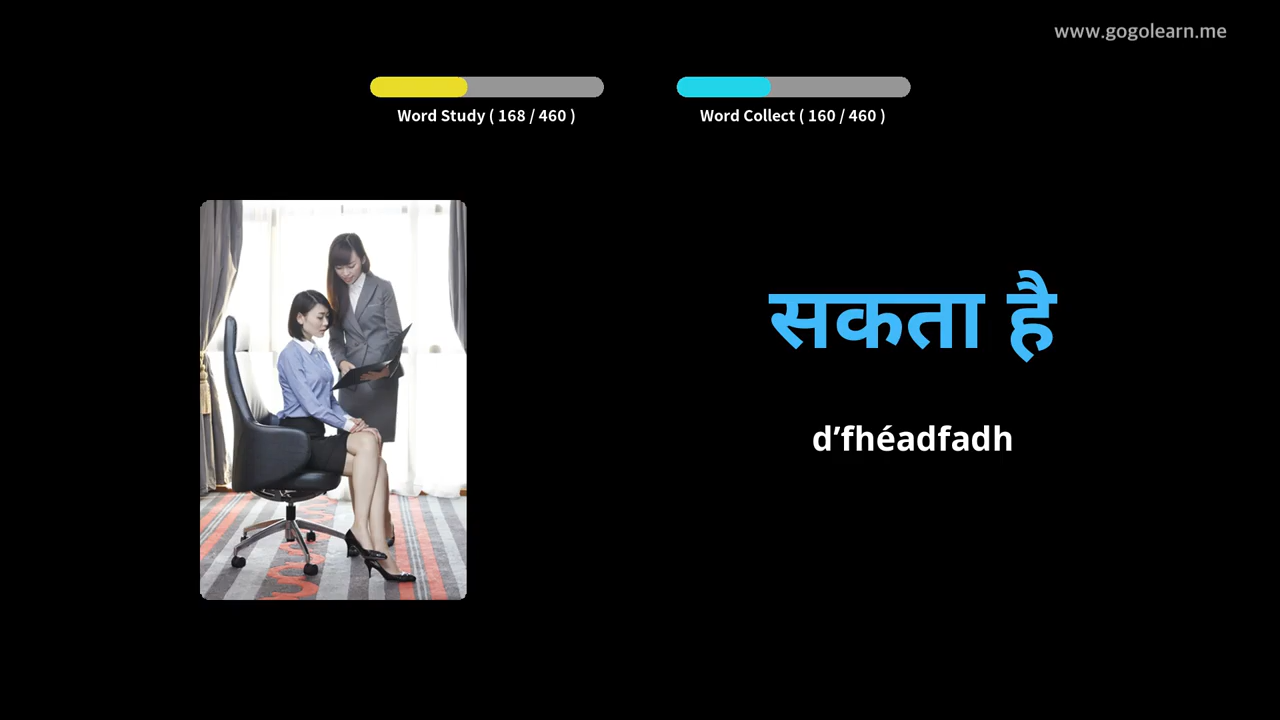 www.gogolearn.me
Word Study ( 168 / 460 )
Word Collect ( 160 / 460 )
सकता है
d’fhéadfadh